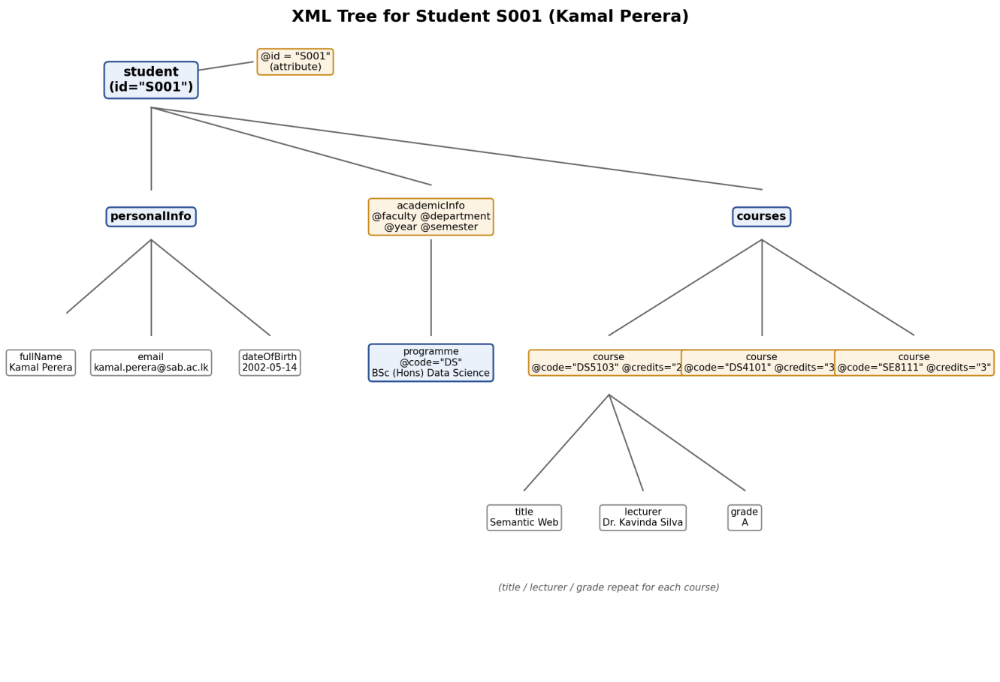 XML Tree for Student S001 (Kamal Perera)
@id = "S001"
(attribute)
student
(id="S001")
personalInfo
academicInfo
@faculty @department
@year @semester
courses
fullName
Kamal Perera
email
kamal.perera@sab.ac.lk
dateOfBirth
2002-05-14
programme
@code="DS"
BSc (Hons) Data Science
course
@code="DS5103" @credits="2
course
@code="DS4101" @credits="3
course
@code="SE8111" @credits="3"
title
Semantic Web
lecturer
Dr. Kavinda Silva
grade
A
(title / lecturer / grade repeat for each course)